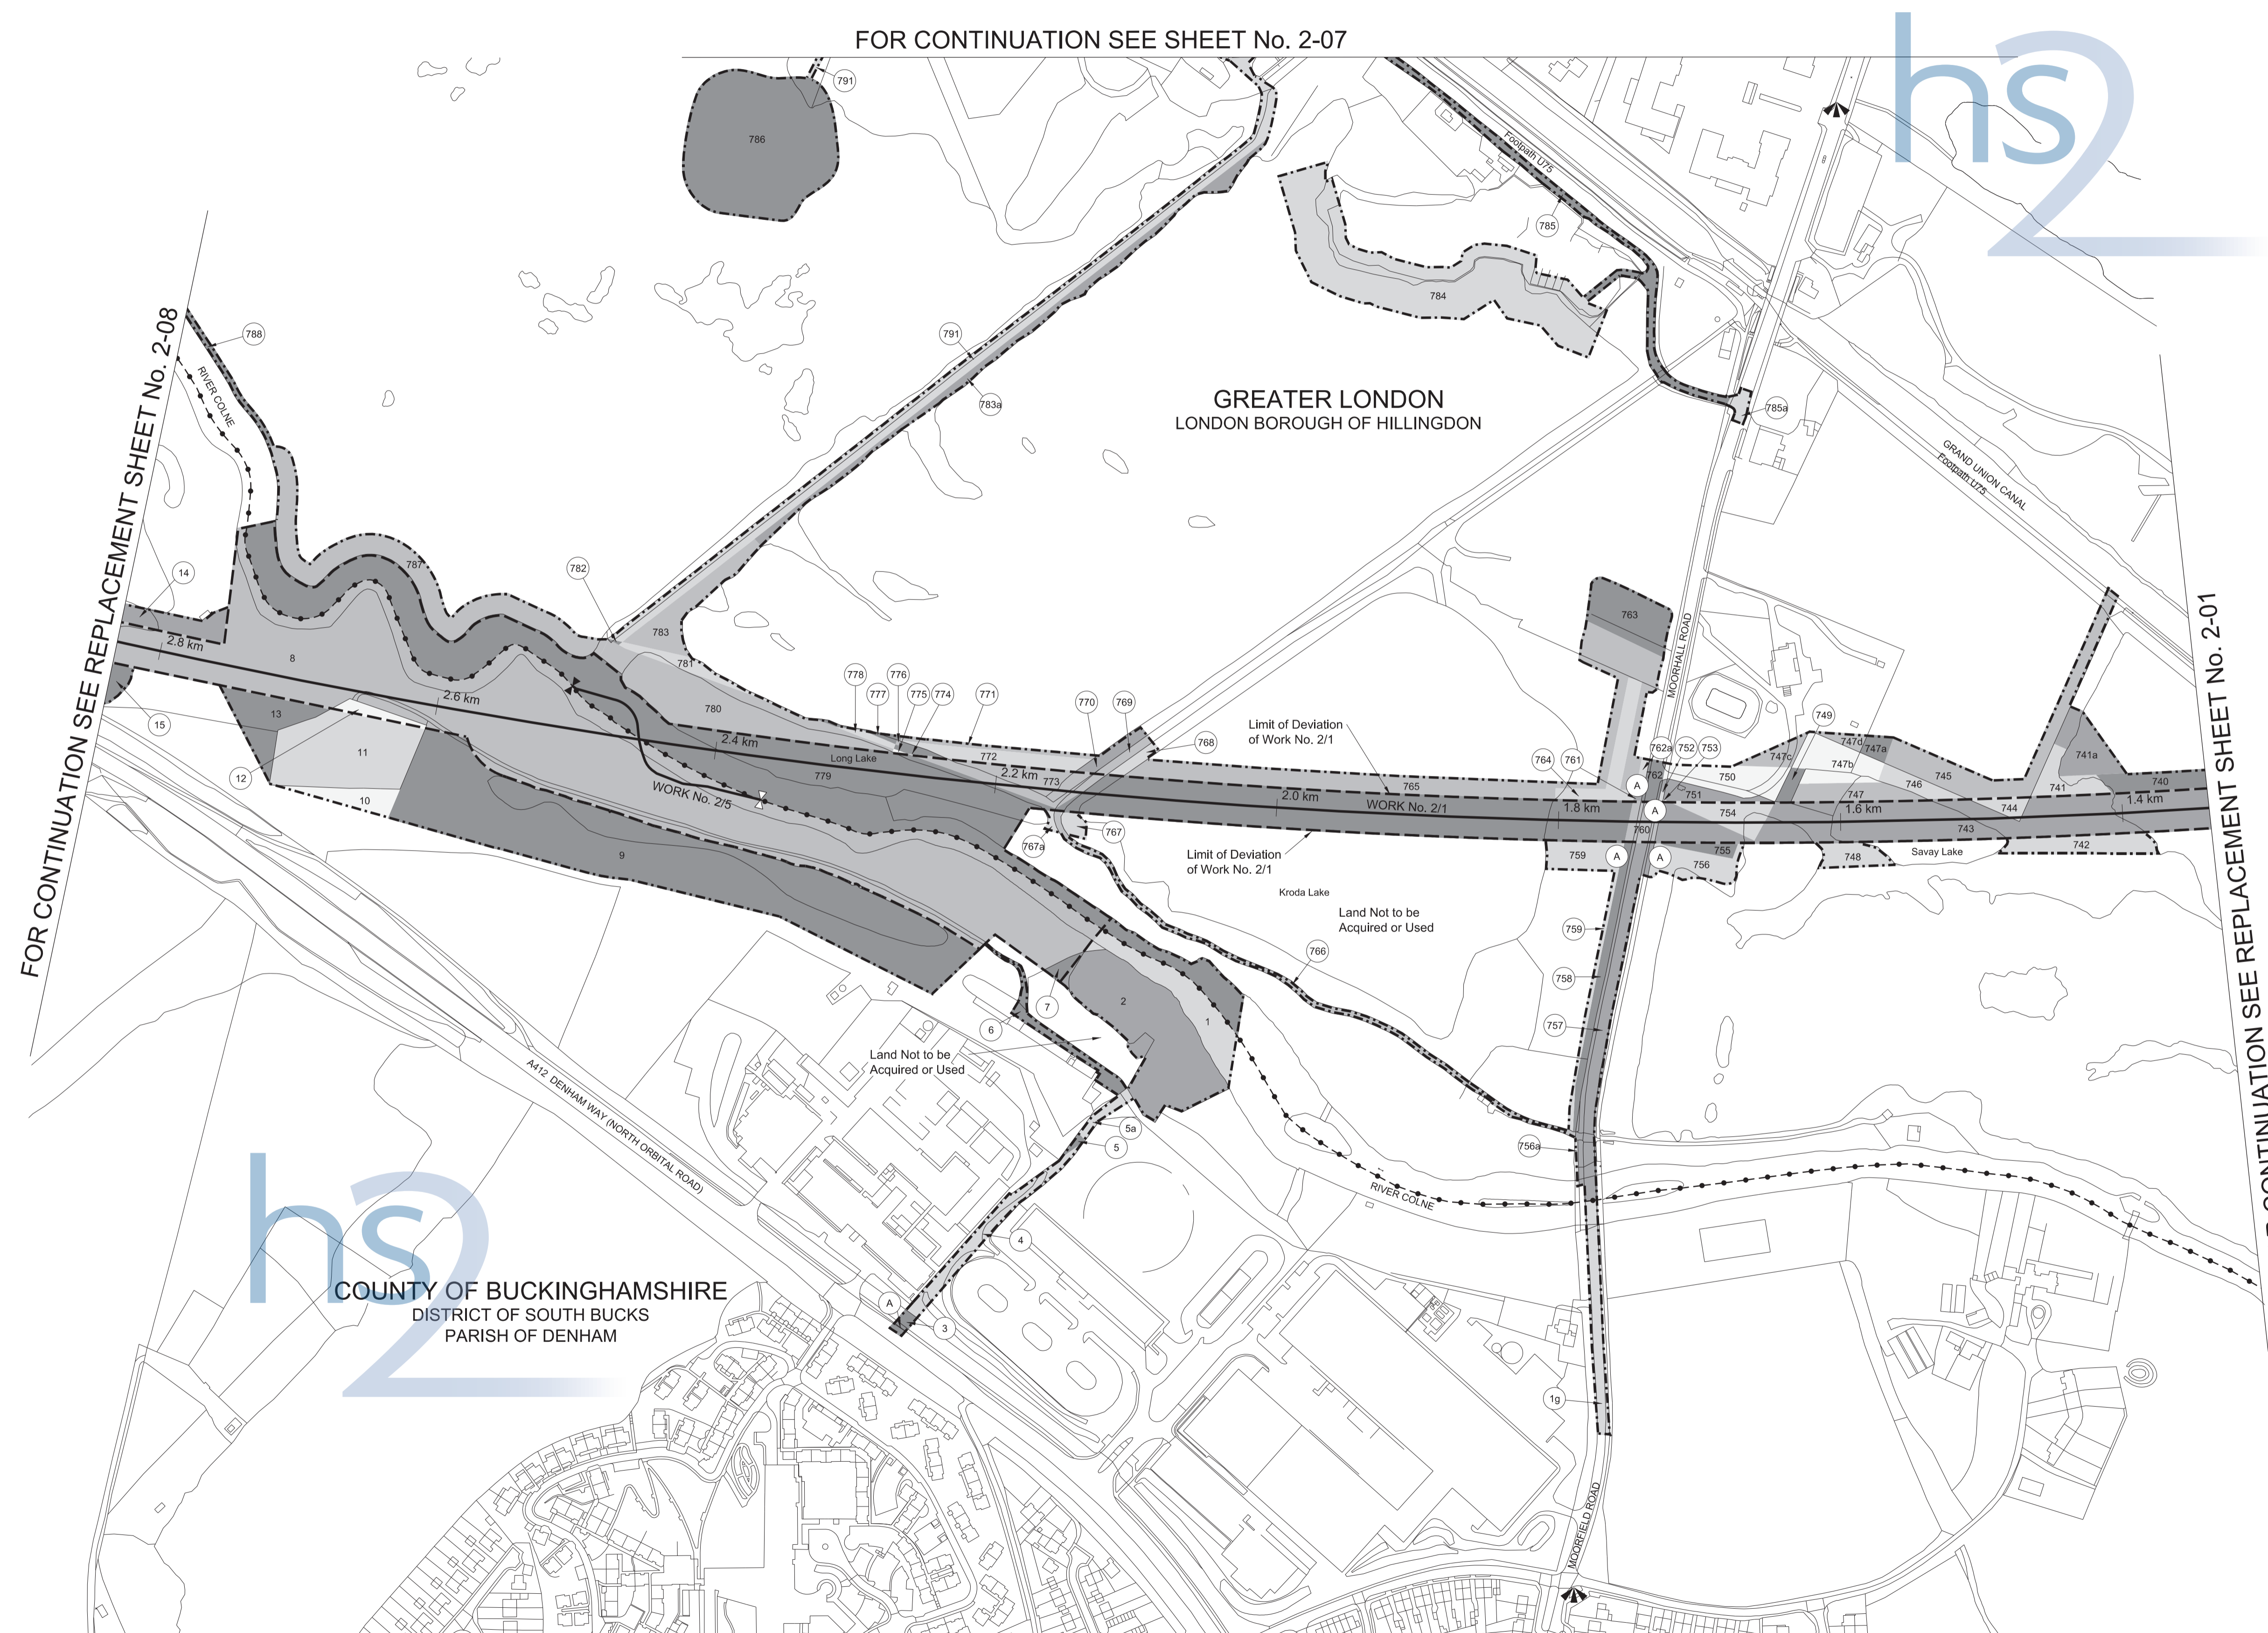 FOR CONTINUATION SEE SHEET No. 2-07
hs2
791
786
Footpath U75
785
784
FOR CONTINUATION SEE REPLACEMENT SHEET No. 2-08
788
RIVER COLNE
791
783a
GREATER LONDON
LONDON BOROUGH OF HILLINGDON
785a
GRAND UNION CANAL
Footpath U75
FOR CONTINUATION SEE REPLACEMENT SHEET No. 2-01
14
787
782
783
781
763
MOORHALL ROAD
2.8 km
8
2.6 km
780
778
777
776
775
774
771
770
769
768
Limit of Deviation
of Work No. 2/1
764
761
762a
752
753
749
747d
747a
747c
747b
741a
15
13
11
12
10
2.4 km
Long Lake
779
772
2.2 km
773
765
2.0 km
WORK No. 2/1
1.8 km
762
A
A
750
751
754
747
1.6 km
746
745
744
741
740
1.4 km
WORK No. 2/5
767a
767
760
743
Limit of Deviation
of Work No. 2/1
759
A
A
755
756
748
Savay Lake
742
9
Kroda Lake
Land Not to be
Acquired or Used
759
766
758
7
2
1
6
757
Land Not to be
Acquired or Used
A412 DENHAM WAY (NORTH ORBITAL ROAD)
5a
5
756a
RIVER COLNE
4
hs2
COUNTY OF BUCKINGHAMSHIRE
DISTRICT OF SOUTH BUCKS
PARISH OF DENHAM
A
3
1g
MOORFIELD ROAD
FOR CONTINUATION SEE REPLACEMENT